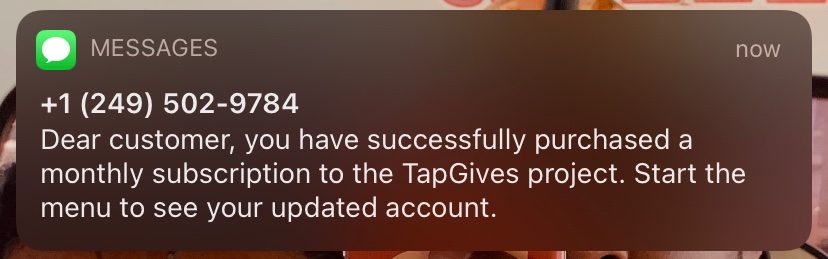 MESSAGES
now
+1 (249) 502-9784
Dear customer, you have successfully purchased a
monthly subscription to the TapGives project. Start the
menu to see your updated account.